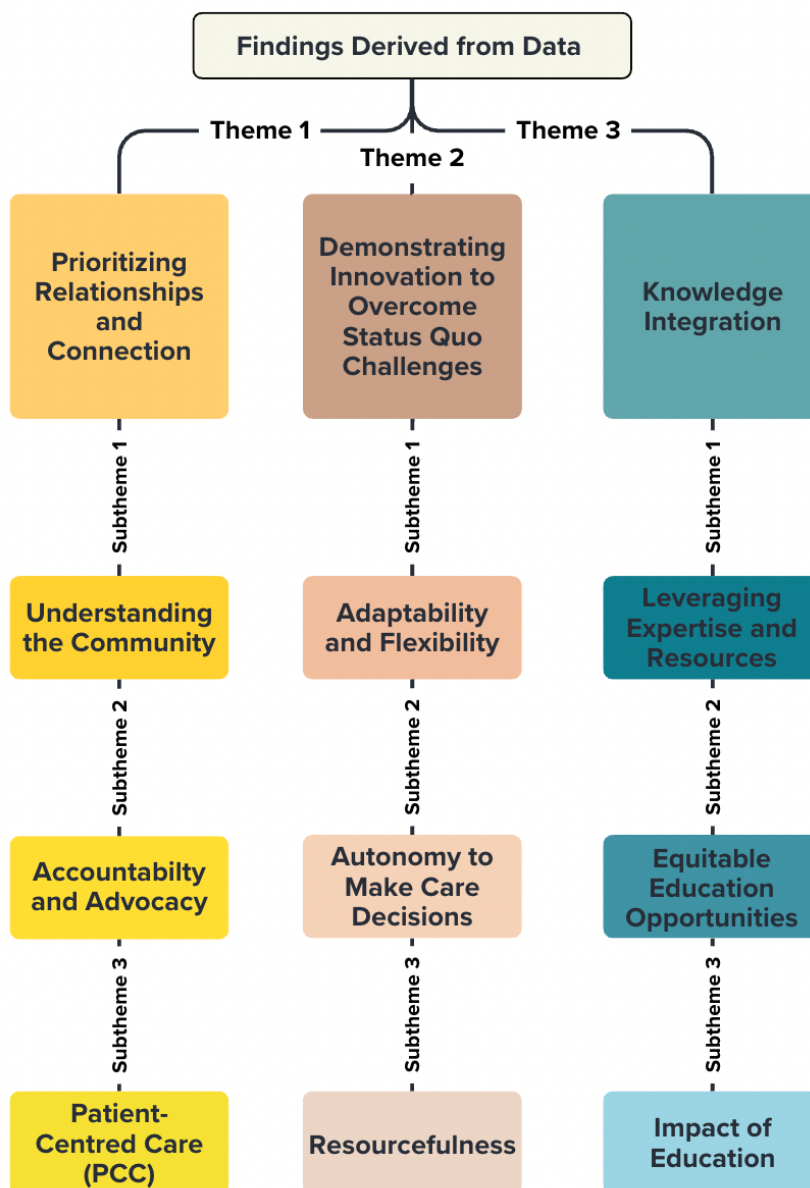 Findings Derived from Data
Theme 1
Theme 2
Theme 3
Prioritizing
Relationships
and
Connection
Demonstrating
Innovation to
Overcome
Status Quo
Challenges
Knowledge
Integration
Subtheme 1
Subtheme 1
Subtheme 1
Understanding
the Community
Adaptability
and Flexibility
Leveraging
Expertise and
Resources
Subtheme 2
Subtheme 2
Subtheme 2
Accountabilty
and Advocacy
Autonomy to
Make Care
Decisions
Equitable
Education
Opportunities
Subtheme 3
Subtheme 3
Subtheme 3
Patient-
Centred Care
(PCC)
Resourcefulness
Impact of
Education